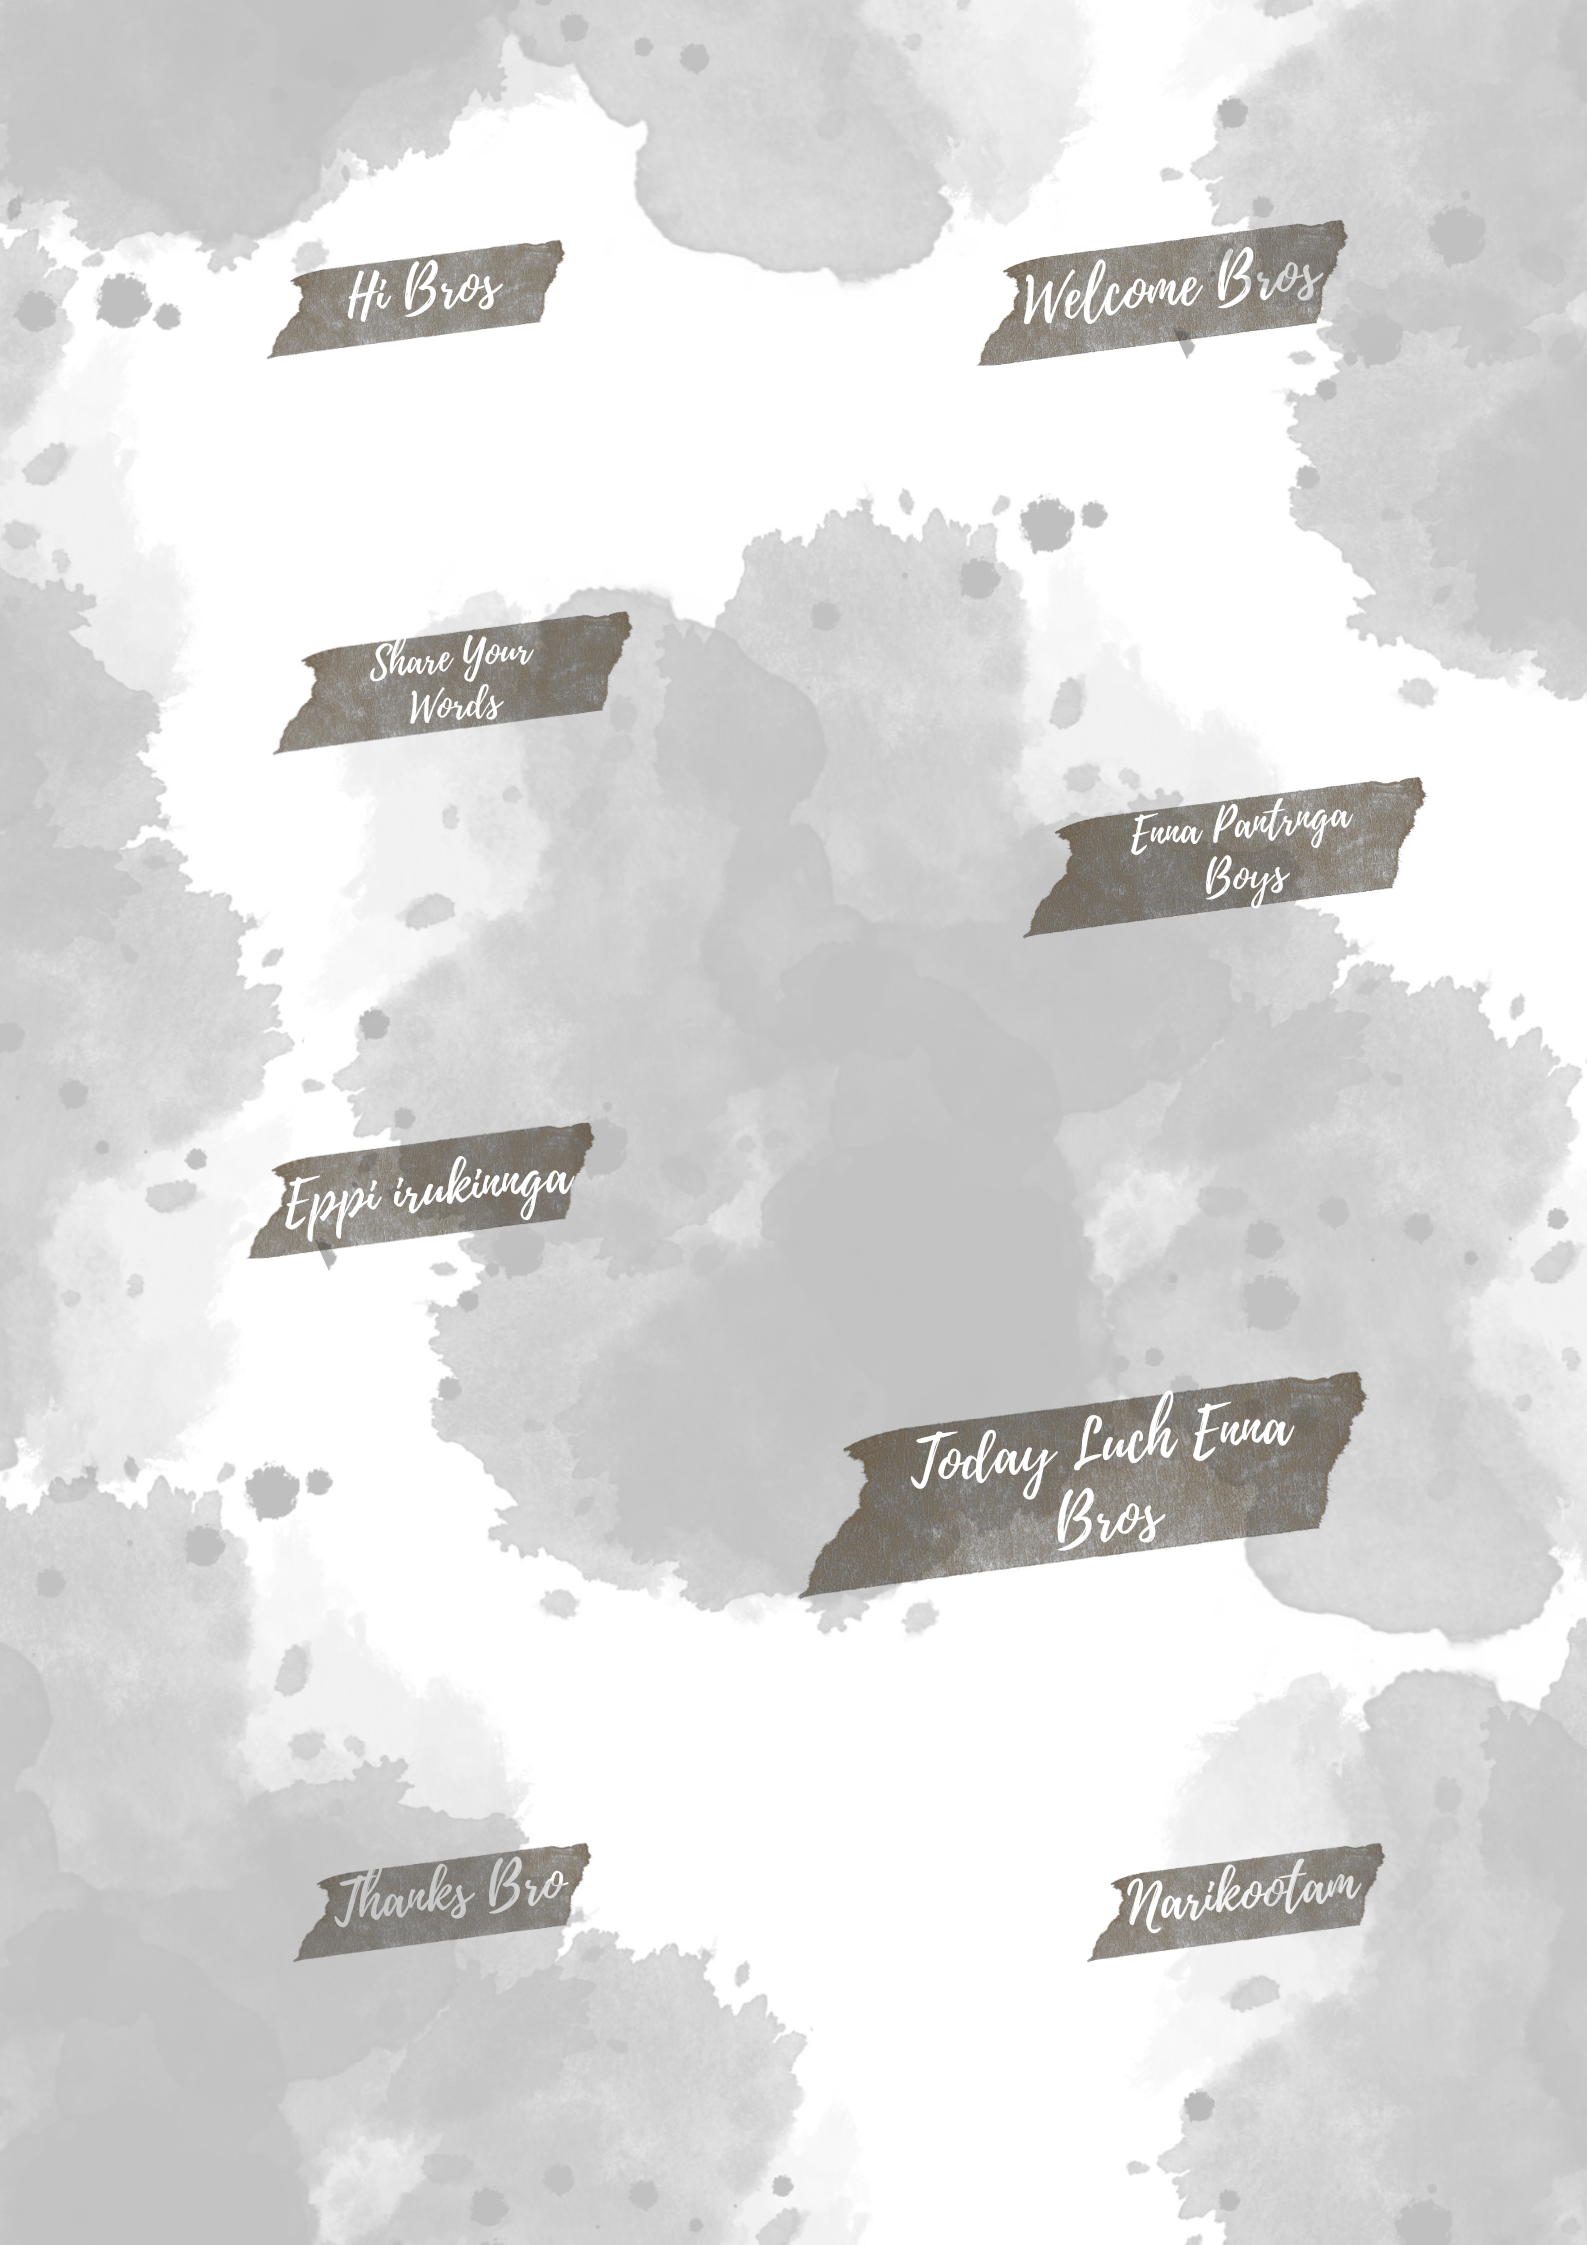 Hi Bros
Welcome Bros
Share Your
Words
Enna Pantrnga
Boys
Eppi irukinnga
Today Luch Enna
Bros
Thanks Bro
Narikootam